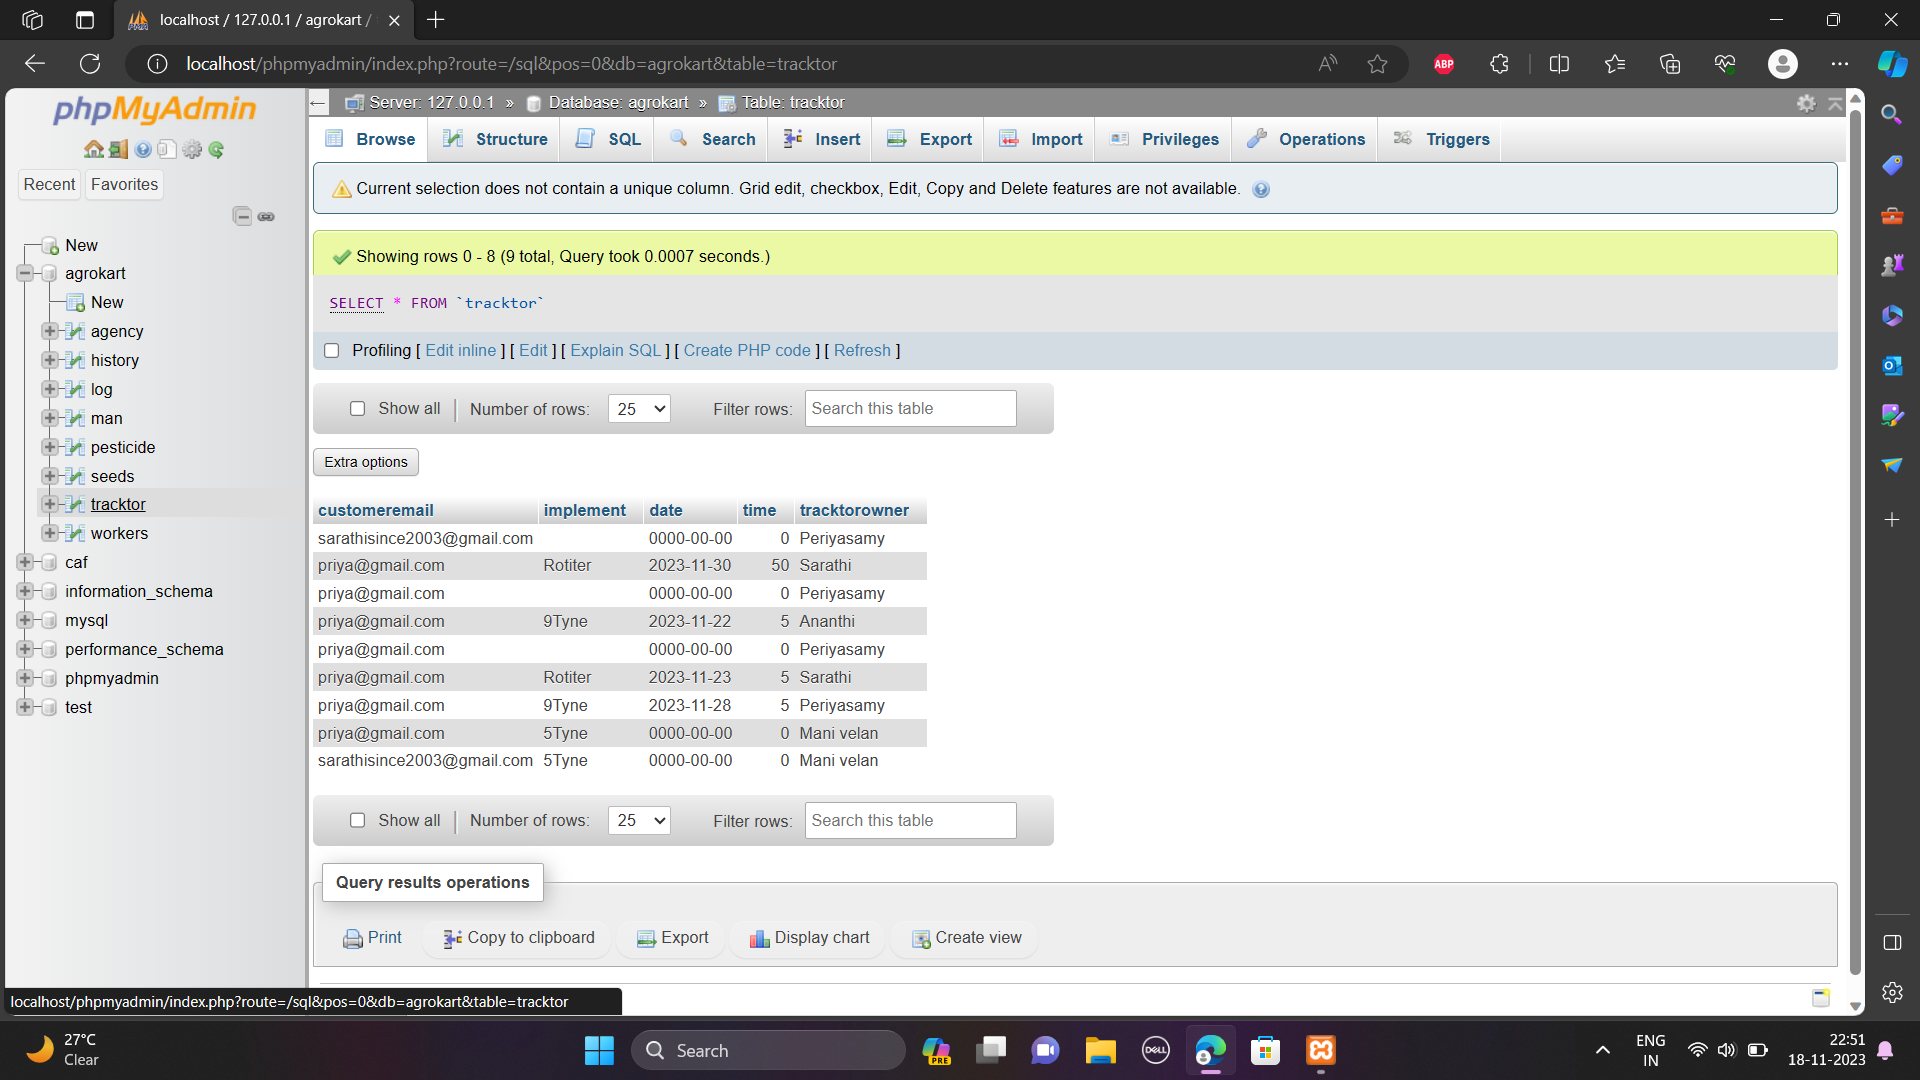 localhost / 127.0.0.1 / agrokart /
localhost/phpmyadmin/index.php?route=/sql&pos=0&db=agrokart&table=tracktor
ABP
phpMyAdmin
Recent Favorites
New
agrokart
New
agency
history
log
man
pesticide
seeds
tracktor
workers
caf
information_schema
mysql
performance_schema
phpmyadmin
test
Server: 127.0.0.1 » Database: agrokart » Table: tracktor
Browse Structure SQL Search Insert Export Import Privileges Operations Triggers
Current selection does not contain a unique column. Grid edit, checkbox, Edit, Copy and Delete features are not available.
Showing rows 0 - 8 (9 total, Query took 0.0007 seconds.)
SELECT * FROM `tracktor`
Profiling [ Edit inline ] [ Edit ] [ Explain SQL ] [ Create PHP code ] [ Refresh ]
Show all Number of rows: 25 Filter rows: Search this table
Extra options
customeremail implement date time tracktorowner
sarathisince2003@gmail.com 0000-00-00 0 Periyasamy
priya@gmail.com Rotiter 2023-11-30 50 Sarathi
priya@gmail.com 0000-00-00 0 Periyasamy
priya@gmail.com 9Tyne 2023-11-22 5 Ananthi
priya@gmail.com 0000-00-00 0 Periyasamy
priya@gmail.com Rotiter 2023-11-23 5 Sarathi
priya@gmail.com 9Tyne 2023-11-28 5 Periyasamy
priya@gmail.com 5Tyne 0000-00-00 0 Mani velan
sarathisince2003@gmail.com 5Tyne 0000-00-00 0 Mani velan
Show all Number of rows: 25 Filter rows: Search this table
Query results operations
Print Copy to clipboard Export Display chart Create view
localhost/phpmyadmin/index.php?route=/sql&pos=0&db=agrokart&table=tracktor
27°C
Clear
Search
PRE
DELL
ENG
IN
22:51
18-11-2023